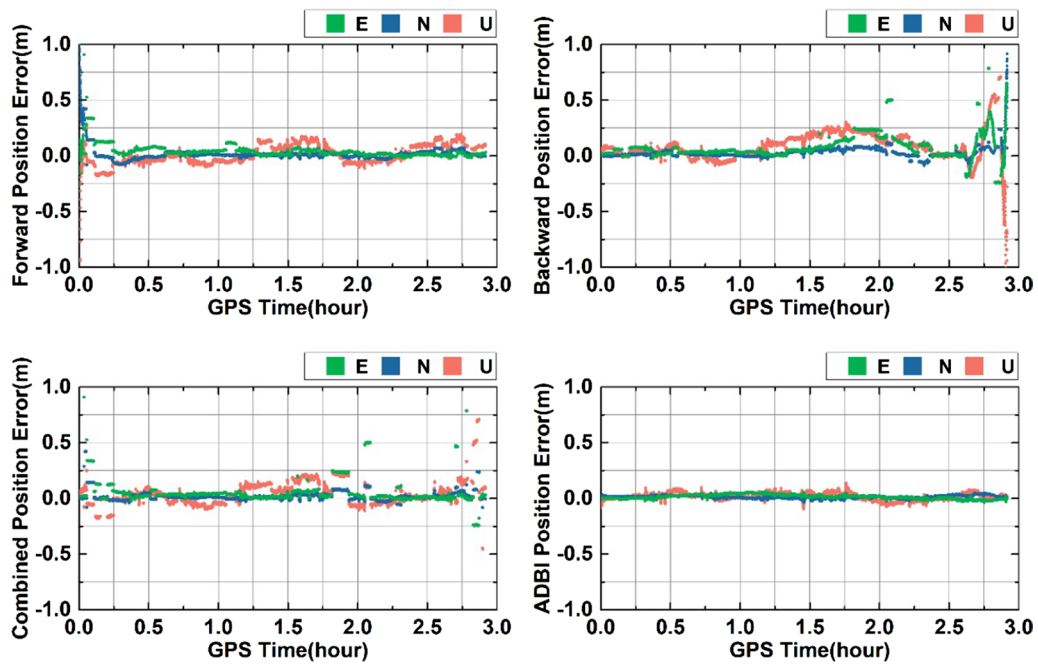 E N U
Forward Position Error(m)
1.0
0.5
0.0
-0.5
-1.0
0.0 0.5 1.0 1.5 2.0 2.5 3.0
GPS Time(hour)
E N U
Backward Position Error(m)
1.0
0.5
0.0
-0.5
-1.0
0.0 0.5 1.0 1.5 2.0 2.5 3.0
GPS Time(hour)
E N U
Combined Position Error(m)
1.0
0.5
0.0
-0.5
-1.0
0.0 0.5 1.0 1.5 2.0 2.5 3.0
GPS Time(hour)
E N U
ADBI Position Error(m)
1.0
0.5
0.0
-0.5
-1.0
0.0 0.5 1.0 1.5 2.0 2.5 3.0
GPS Time(hour)